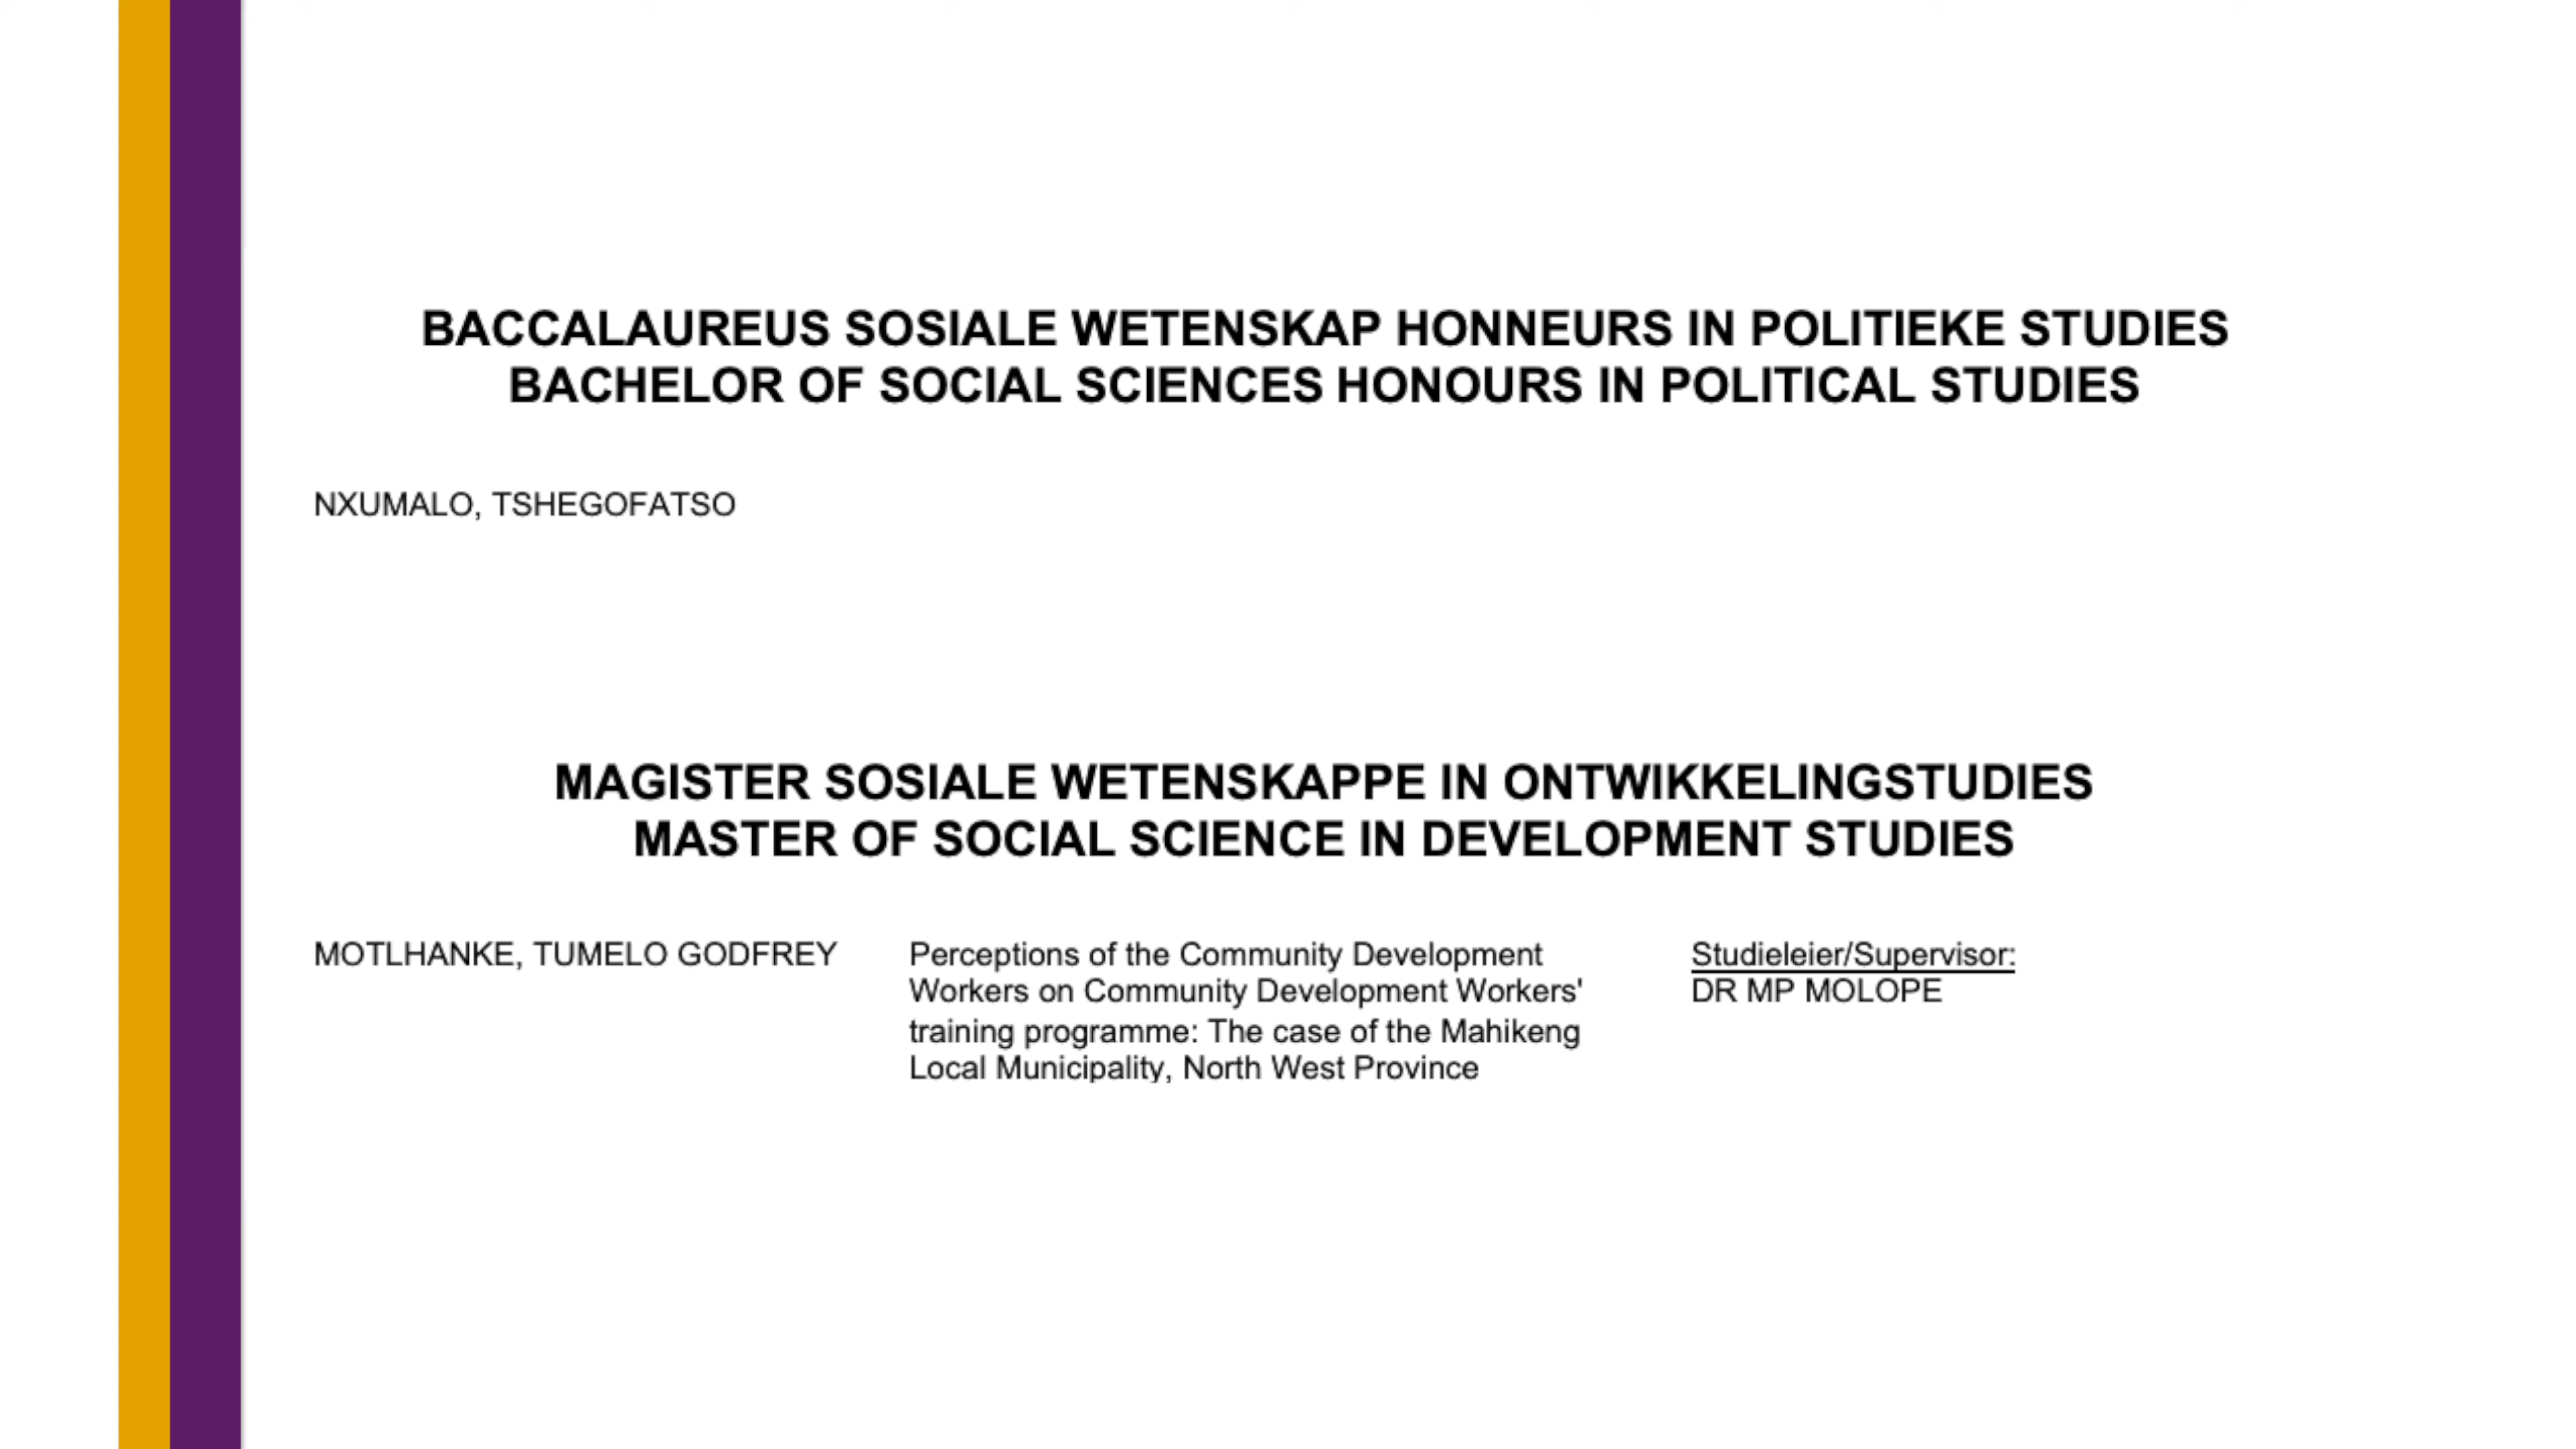 BACCALAUREUS SOSIALE WETENSKAP HONNEURS IN POLITIEKE STUDIES
BACHELOR OF SOCIAL SCIENCES HONOURS IN POLITICAL STUDIES
NXUMALO, TSHEGOFATSO
MAGISTER SOSIALE WETENSKAPPE IN ONTWIKKELINGSTUDIES
MASTER OF SOCIAL SCIENCE IN DEVELOPMENT STUDIES
MOTLHANKE, TUMELO GODFREY
Perceptions of the Community Development
Workers on Community Development Workers'
training programme: The case of the Mahikeng
Local Municipality, North West Province
Studieleier/Supervisor:
DR MP MOLOPE